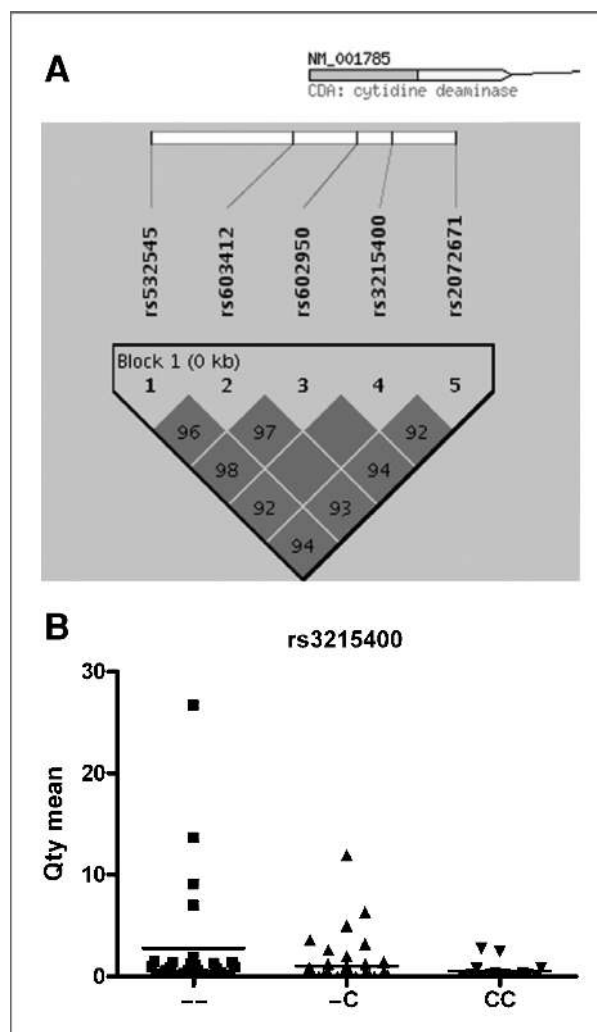 A
NM_001785
CDA: cytidine deaminase
rs532545
rs603412
rs602950
rs3215400
rs2072671
Block 1 (0 kb)
1 2 3 4 5
96 97 92
98 94
92 93
94
B
rs3215400
30
20
10
0
Qty mean
-- -C CC